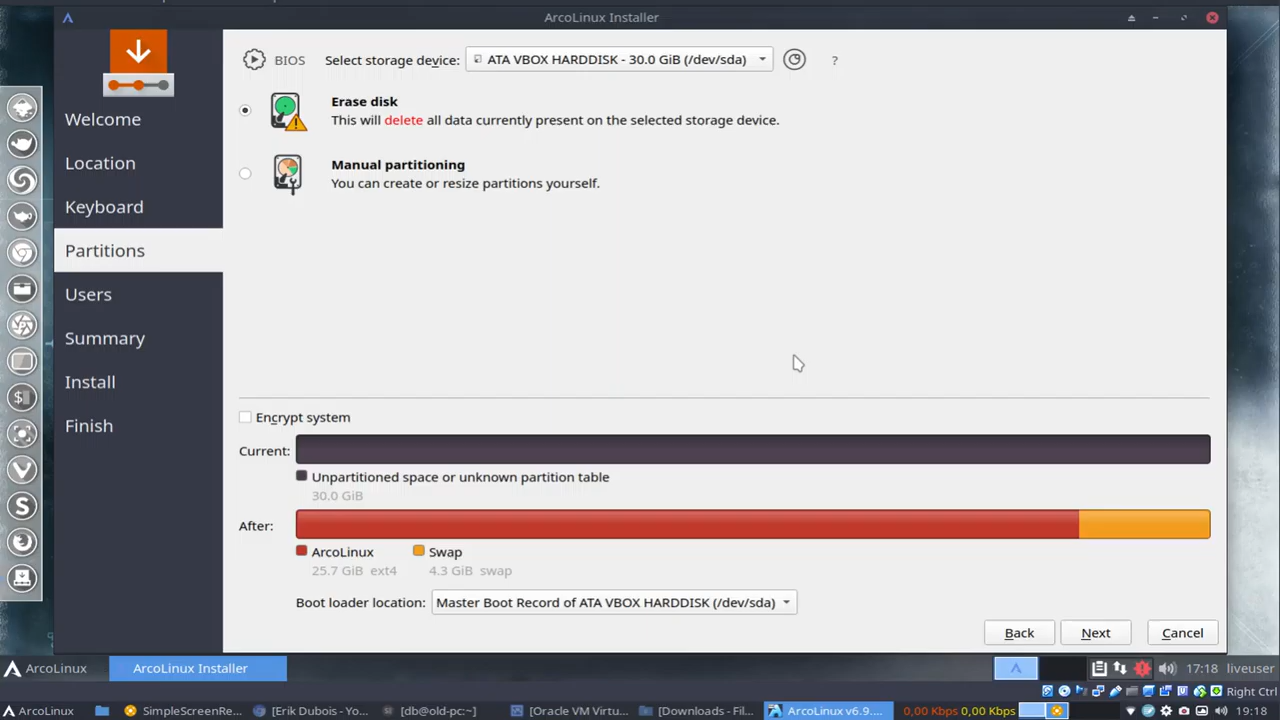 ArcoLinux Installer
BIOS
Select storage device:
ATA VBOX HARDDISK - 30.0 GiB (/dev/sda)
?
Welcome
Location
Keyboard
Partitions
Users
Summary
Install
Finish
Erase disk
This will delete all data currently present on the selected storage device.
Manual partitioning
You can create or resize partitions yourself.
Encrypt system
Current:
Unpartitioned space or unknown partition table
30.0 GiB
After:
ArcoLinux Swap
25.7 GiB ext4 4.3 GiB swap
Boot loader location: Master Boot Record of ATA VBOX HARDDISK (/dev/sda)
Back Next Cancel
ArcoLinux ArcoLinux Installer 17:18 liveuser
Right Ctrl
ArcoLinux SimpleScreenRe... [Erik Dubois - Yo... [db@old-pc:~] [Oracle VM Virtu... [Downloads - Fil... ArcoLinux v6.9.... 0,00 Kbps 0,00 Kbps 19:18